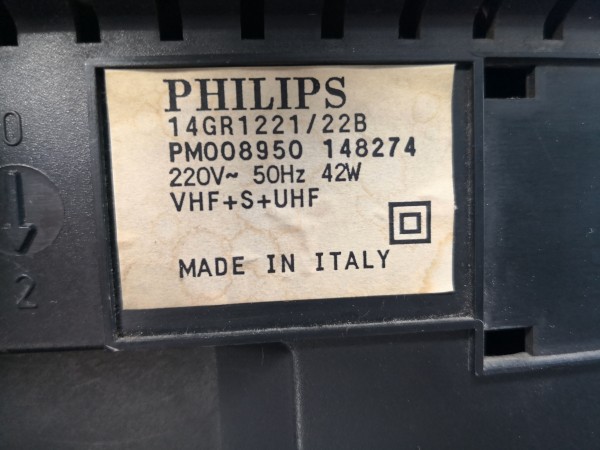 PHILIPS
14GR1221/22B
PM008950 148274
220V~ 50Hz 42W
VHF+S+UHF
MADE IN ITALY
0
2